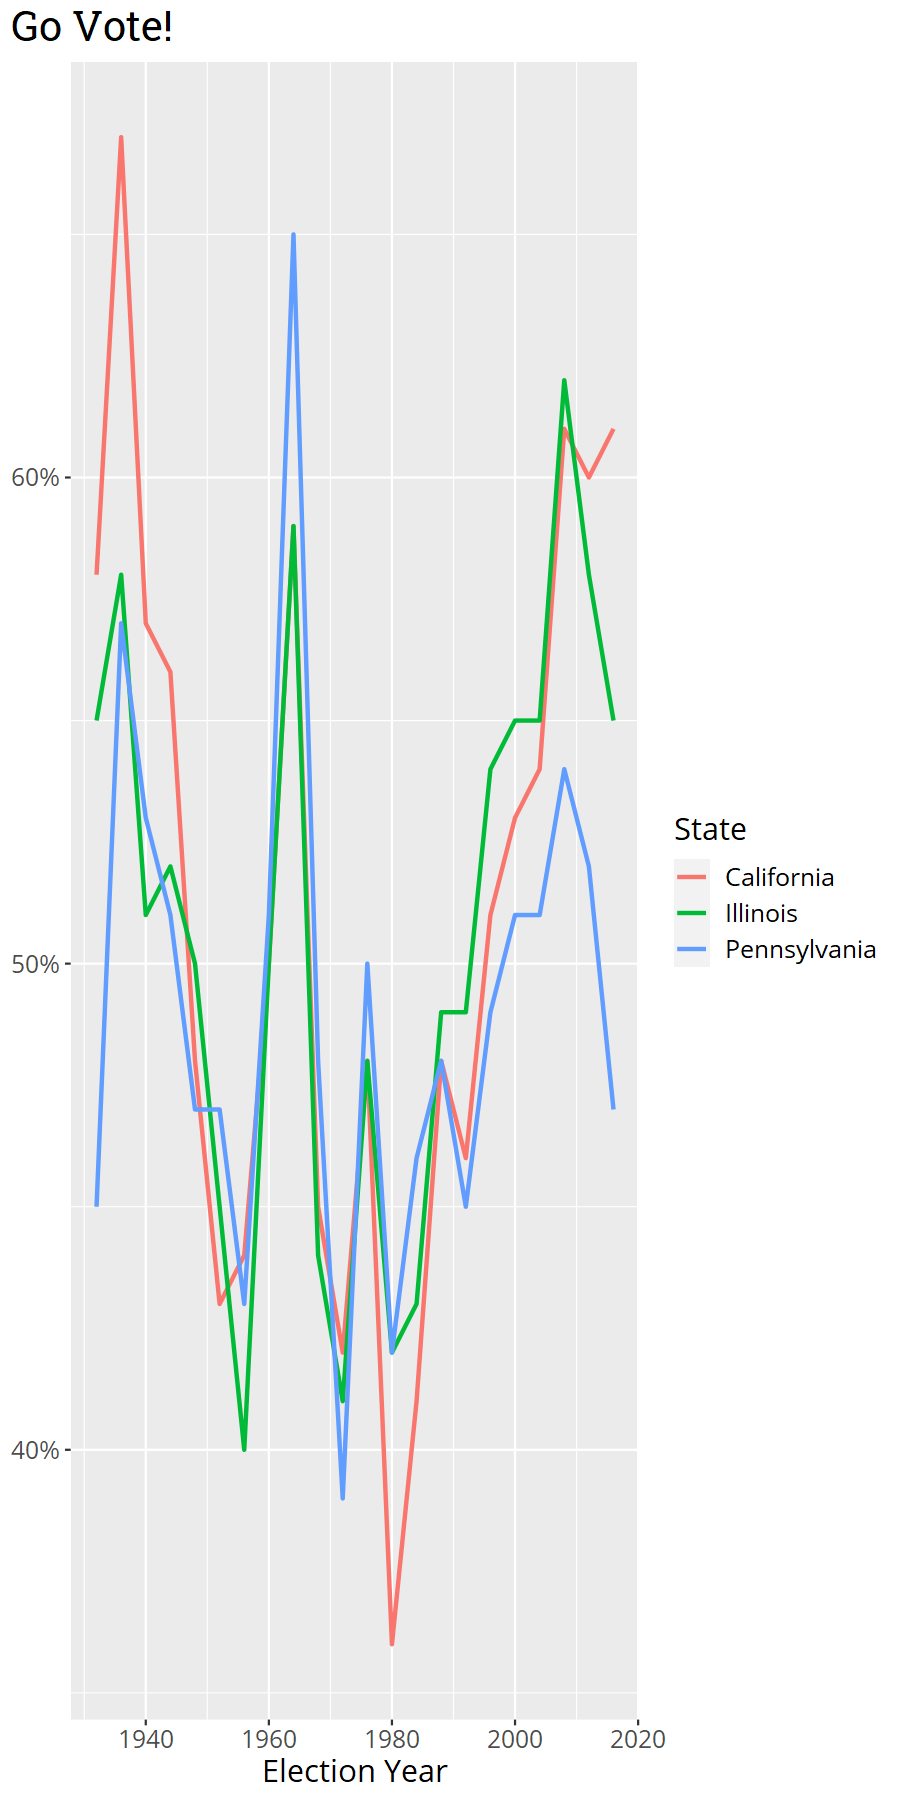 Go Vote!
60%
50%
40%
1940 1960 1980 2000 2020
Election Year
State
California
Illinois
Pennsylvania